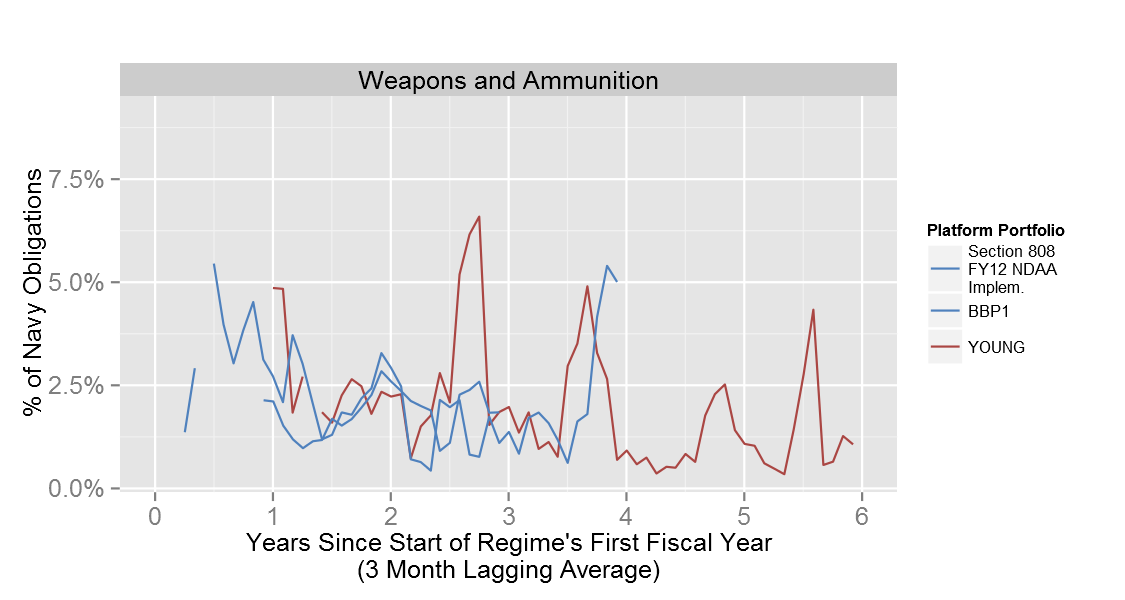 Weapons and Ammunition
% of Navy Obligations
7.5%
5.0%
2.5%
0.0%
0 1 2 3 4 5 6
Years Since Start of Regime's First Fiscal Year
(3 Month Lagging Average)
Platform Portfolio
Section 808
FY12 NDAA
Implem.
BBP1
YOUNG